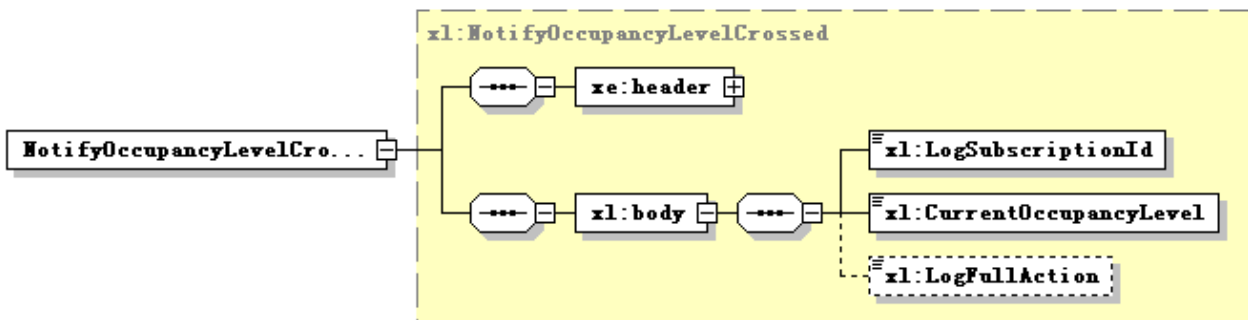 xl:NotifyOccupancyLevelCrossed
xe:header
NotifyOccupancyLevelCro...
xl:LogSubscriptionId
xl:body
xl:CurrentOccupancyLevel
xl:LogFullAction